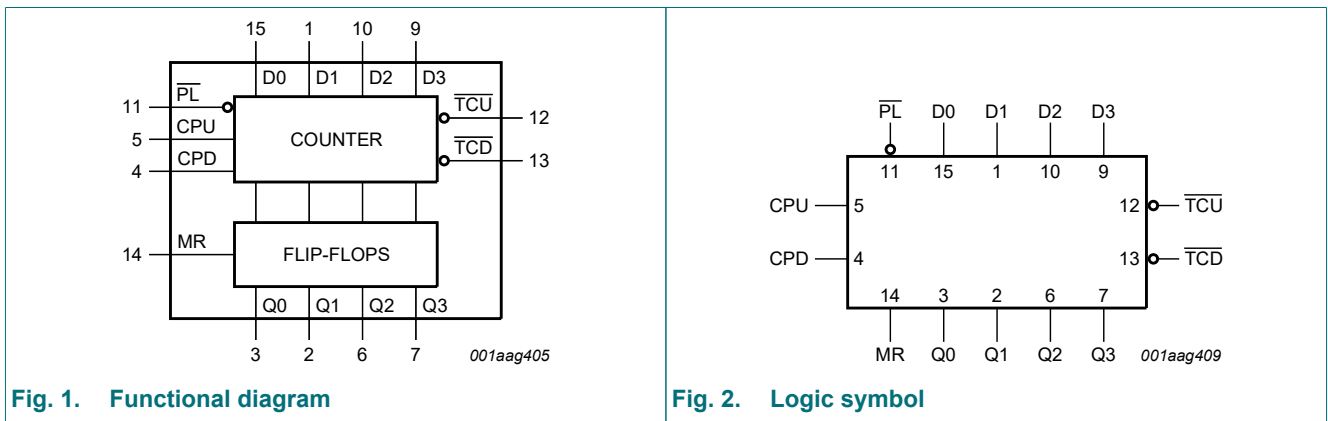 15 1 10 9
D0 D1 D2 D3
11 PL
TCU 12
5 CPU
COUNTER
4 CPD
TCD 13
14 MR
FLIP-FLOPS
Q0 Q1 Q2 Q3
3 2 6 7
001aag405
Fig. 1. Functional diagram
PL D0 D1 D2 D3
11 15 1 10 9
CPU 5
12 TCU
CPD 4
13 TCD
14 3 2 6 7
MR Q0 Q1 Q2 Q3
001aag409
Fig. 2. Logic symbol